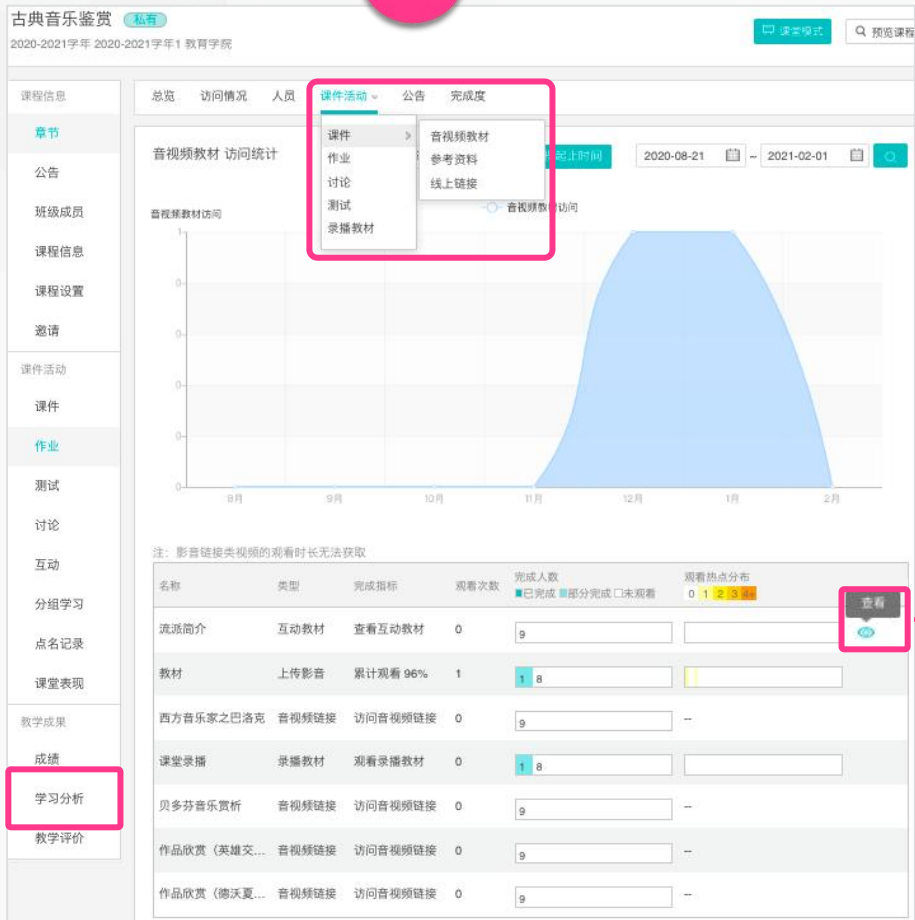 古典音乐鉴赏 私有
2020-2021学年 2020-2021学年1 教育学院
课堂模式
预览课程
课程信息
章节
公告
班级成员
课程信息
课程设置
邀请
课件活动
课件
作业
测试
讨论
互动
分组学习
点名记录
课堂表现
教学成果
成绩
学习分析
教学评价
总览 访问情况 人员 课件活动 公告 完成度
课件
作业
讨论
测试
录播教材
音视频教材
参考资料
线上链接
音视频教材 访问统计
起止时间 2020-08-21 ~ 2021-02-01
音视频教材访问
音视频教材访问
1
0
0
0
0
0
8月 9月 10月 11月 12月 1月 2月
注：影音链接类视频的观看时长无法获取
名称 类型 完成指标 观看次数 完成人数 观看热点分布
已完成 部分完成 未观看 0 1 2 3 4+
查看
流派简介 互动教材 查看互动教材 0 9
教材 上传影音 累计观看 96% 1 1 8
西方音乐家之巴洛克 音视频链接 访问音视频链接 0 9 --
课堂录播 录播教材 观看录播教材 0 1 8
贝多芬音乐赏析 音视频链接 访问音视频链接 0 9 --
作品欣赏（英雄交... 音视频链接 访问音视频链接 0 9 --
作品欣赏（德沃夏... 音视频链接 访问音视频链接 0 9 --